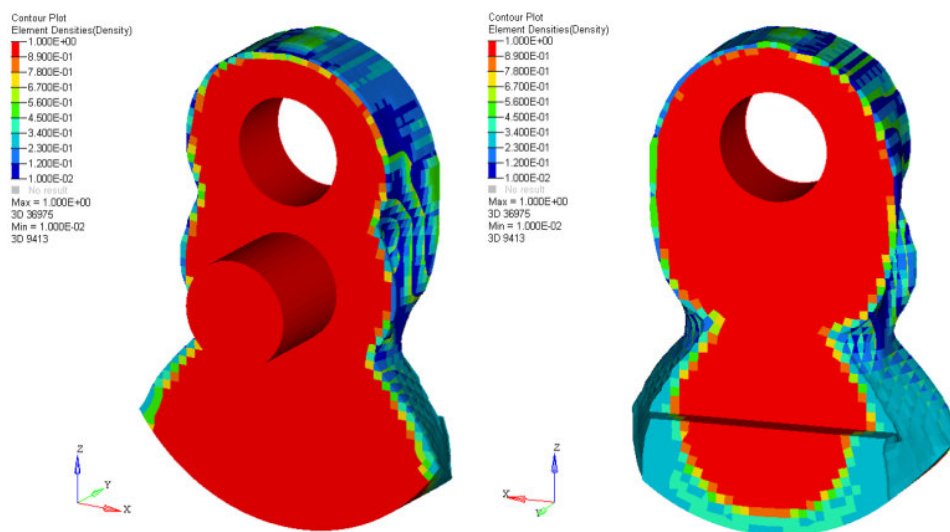 Contour Plot
Element Densities(Density)
1.000E+00
8.900E-01
7.800E-01
6.700E-01
5.600E-01
4.500E-01
3.400E-01
2.300E-01
1.200E-01
1.000E-02
No result
Max = 1.000E+00
3D 36975
Min = 1.000E-02
3D 9413
Z
Y
X
Contour Plot
Element Densities(Density)
1.000E+00
8.900E-01
7.800E-01
6.700E-01
5.600E-01
4.500E-01
3.400E-01
2.300E-01
1.200E-01
1.000E-02
No result
Max = 1.000E+00
3D 36975
Min = 1.000E-02
3D 9413
Z
X
Y